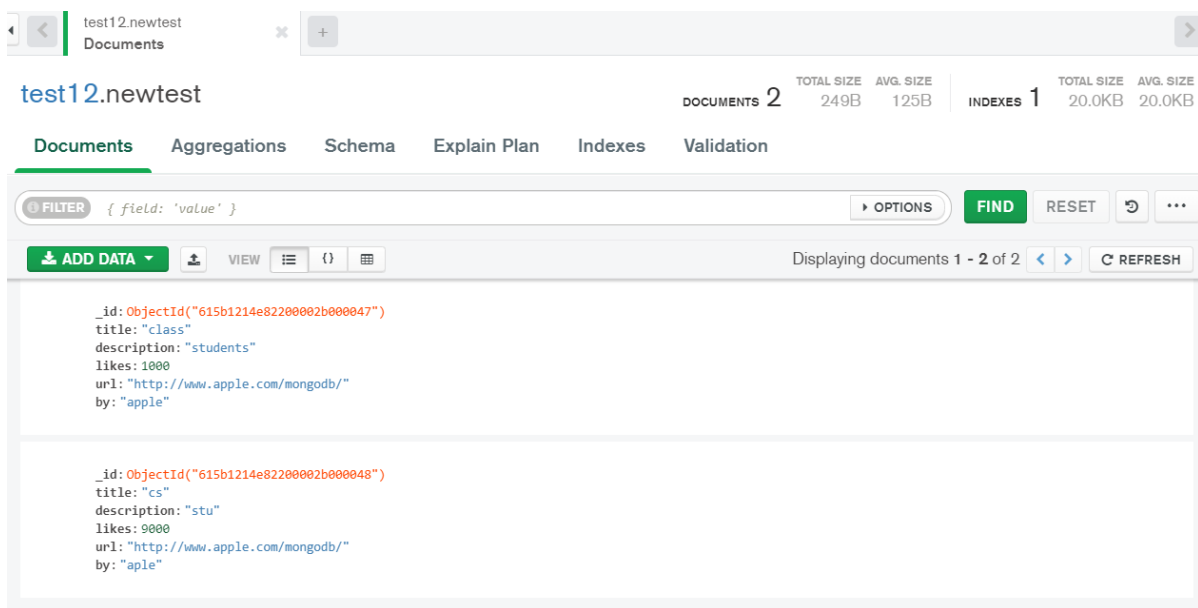 test12.newtest
Documents
test12.newtest
DOCUMENTS 2 TOTAL SIZE 249B AVG. SIZE 125B INDEXES 1 TOTAL SIZE 20.0KB AVG. SIZE 20.0KB
Documents Aggregations Schema Explain Plan Indexes Validation
FILTER { field: 'value' } OPTIONS FIND RESET ...
ADD DATA VIEW {} Displaying documents 1 - 2 of 2 < > REFRESH
_id: ObjectId("615b1214e82200002b000047")
title: "class"
description: "students"
likes: 1000
url: "http://www.apple.com/mongodb/"
by: "apple"
_id: ObjectId("615b1214e82200002b000048")
title: "cs"
description: "stu"
likes: 9000
url: "http://www.apple.com/mongodb/"
by: "aple"